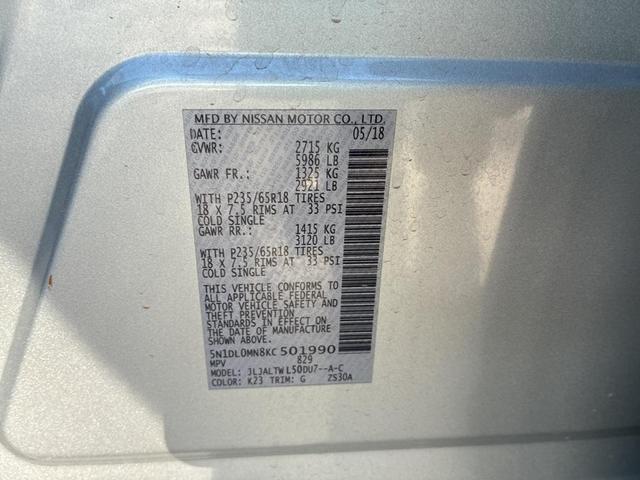 MFD BY NISSAN MOTOR CO., LTD.
DATE: 05/18
GVWR: 2715 KG
5986 LB
GAWR FR.: 1325 KG
2921 LB
WITH P235/65R18 TIRES
18 X 7.5 RIMS AT 33 PSI
COLD SINGLE
GAWR RR.: 1415 KG
3120 LB
WITH P235/65R18 TIRES
18 X 7.5 RIMS AT 33 PSI
COLD SINGLE
THIS VEHICLE CONFORMS TO
ALL APPLICABLE FEDERAL
MOTOR VEHICLE SAFETY AND
THEFT PREVENTION
STANDARDS IN EFFECT ON
THE DATE OF MANUFACTURE
SHOWN ABOVE.
5N1DL0MN8KC501990
MPV 829
MODEL: JLJALTWL50DU7--A-C
COLOR: K23 TRIM: G ZS30A